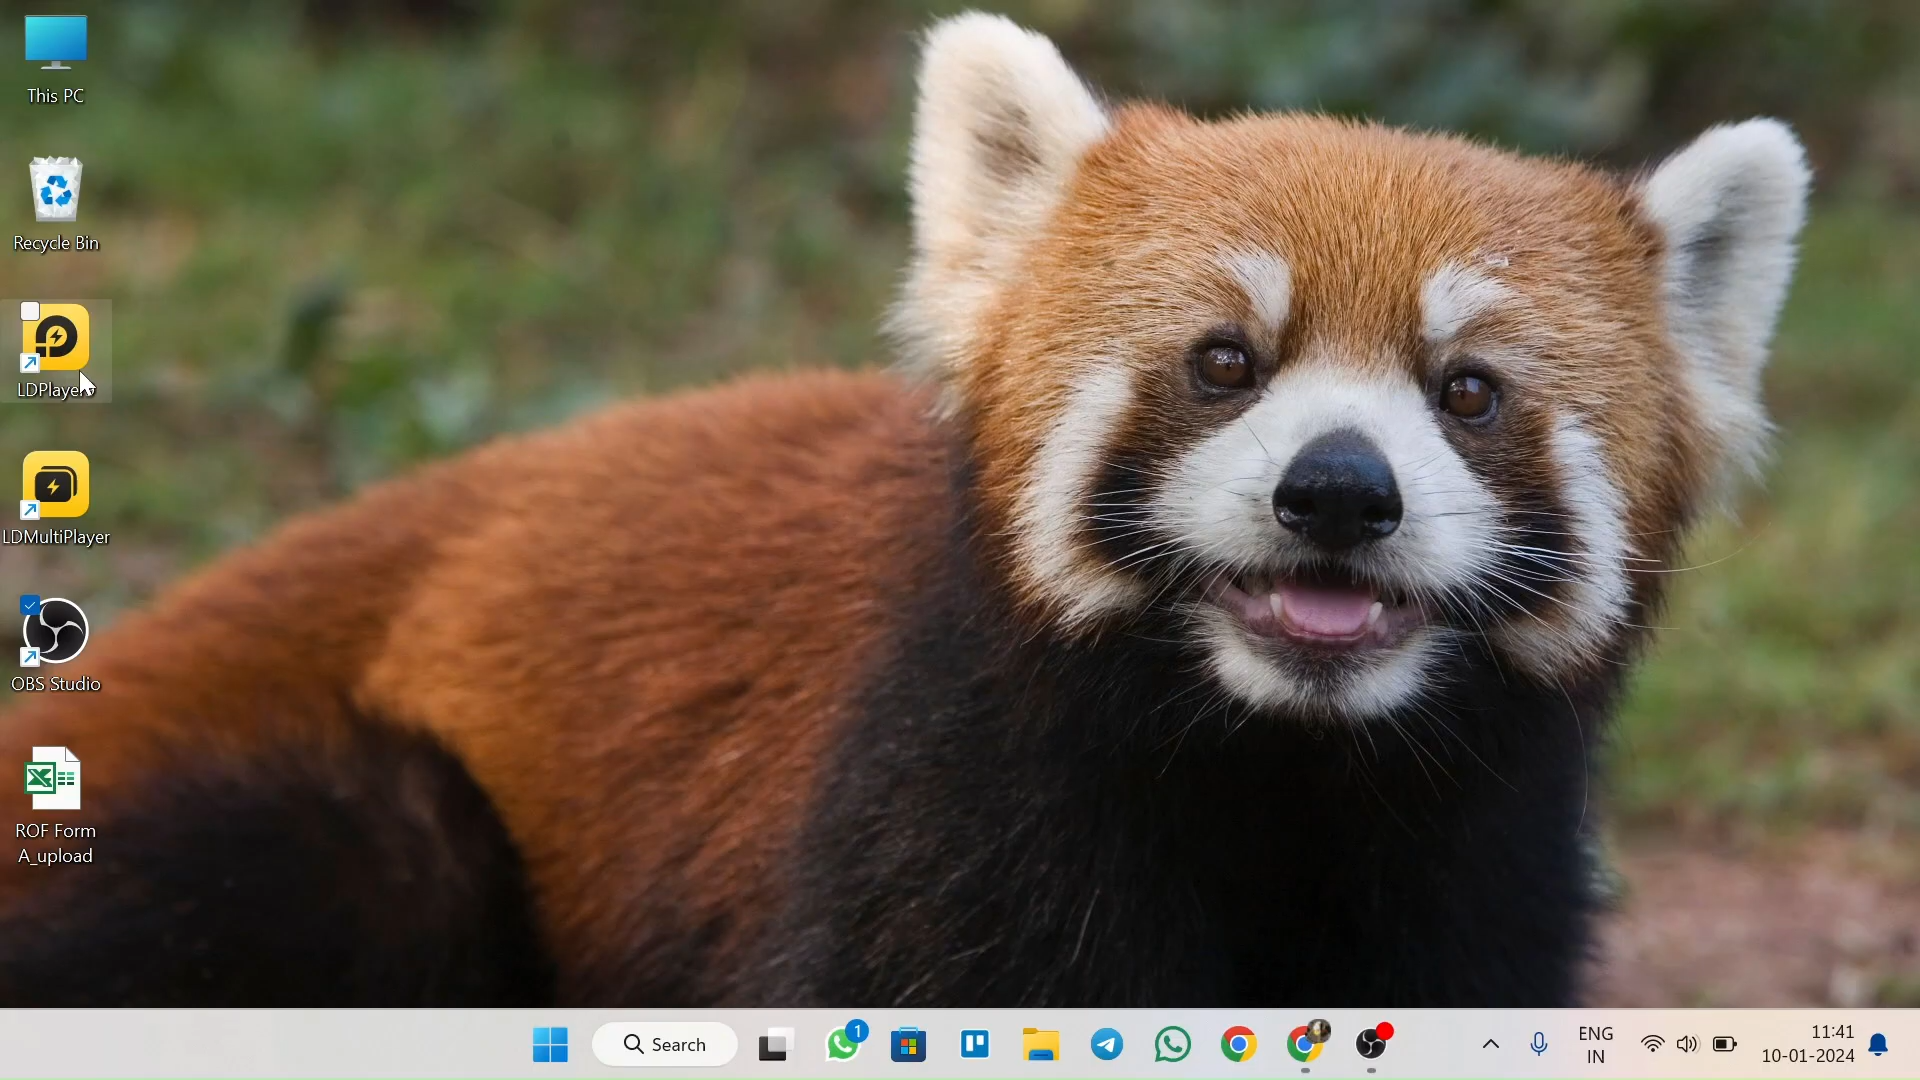 This PC
Recycle Bin
LDPlayer
LDMultiPlayer
OBS Studio
ROF Form
A_upload
Search
1
ENG
IN
11:41
10-01-2024